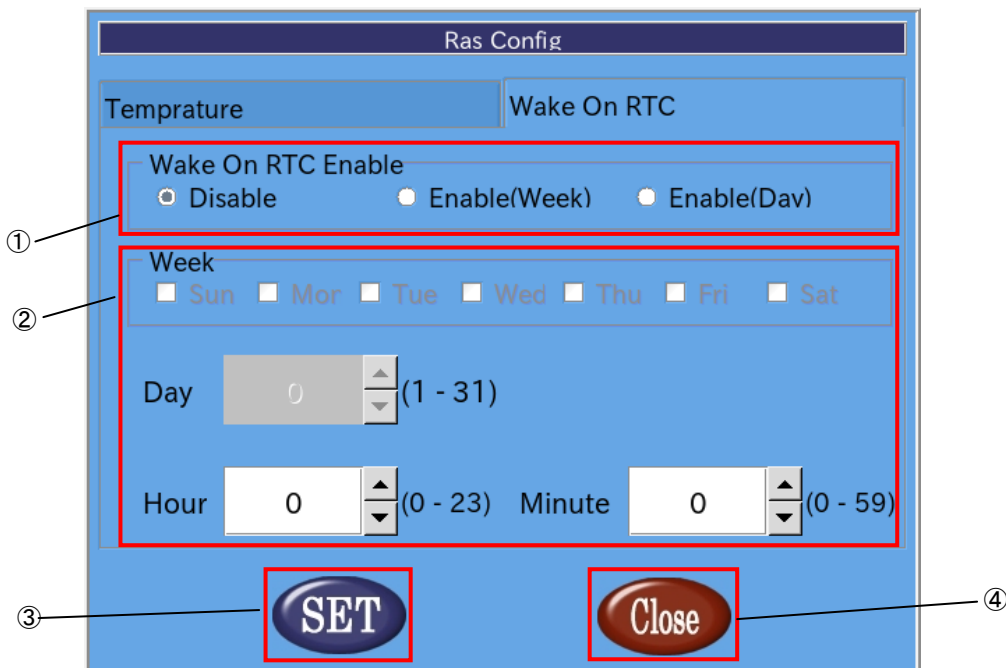 Ras Config
Temprature Wake On RTC
Wake On RTC Enable
Disable Enable(Week) Enable(Day)
①
Week
Sun Mon Tue Wed Thu Fri Sat
②
Day 0 (1 - 31)
Hour 0 (0 - 23) Minute 0 (0 - 59)
③ SET Close ④